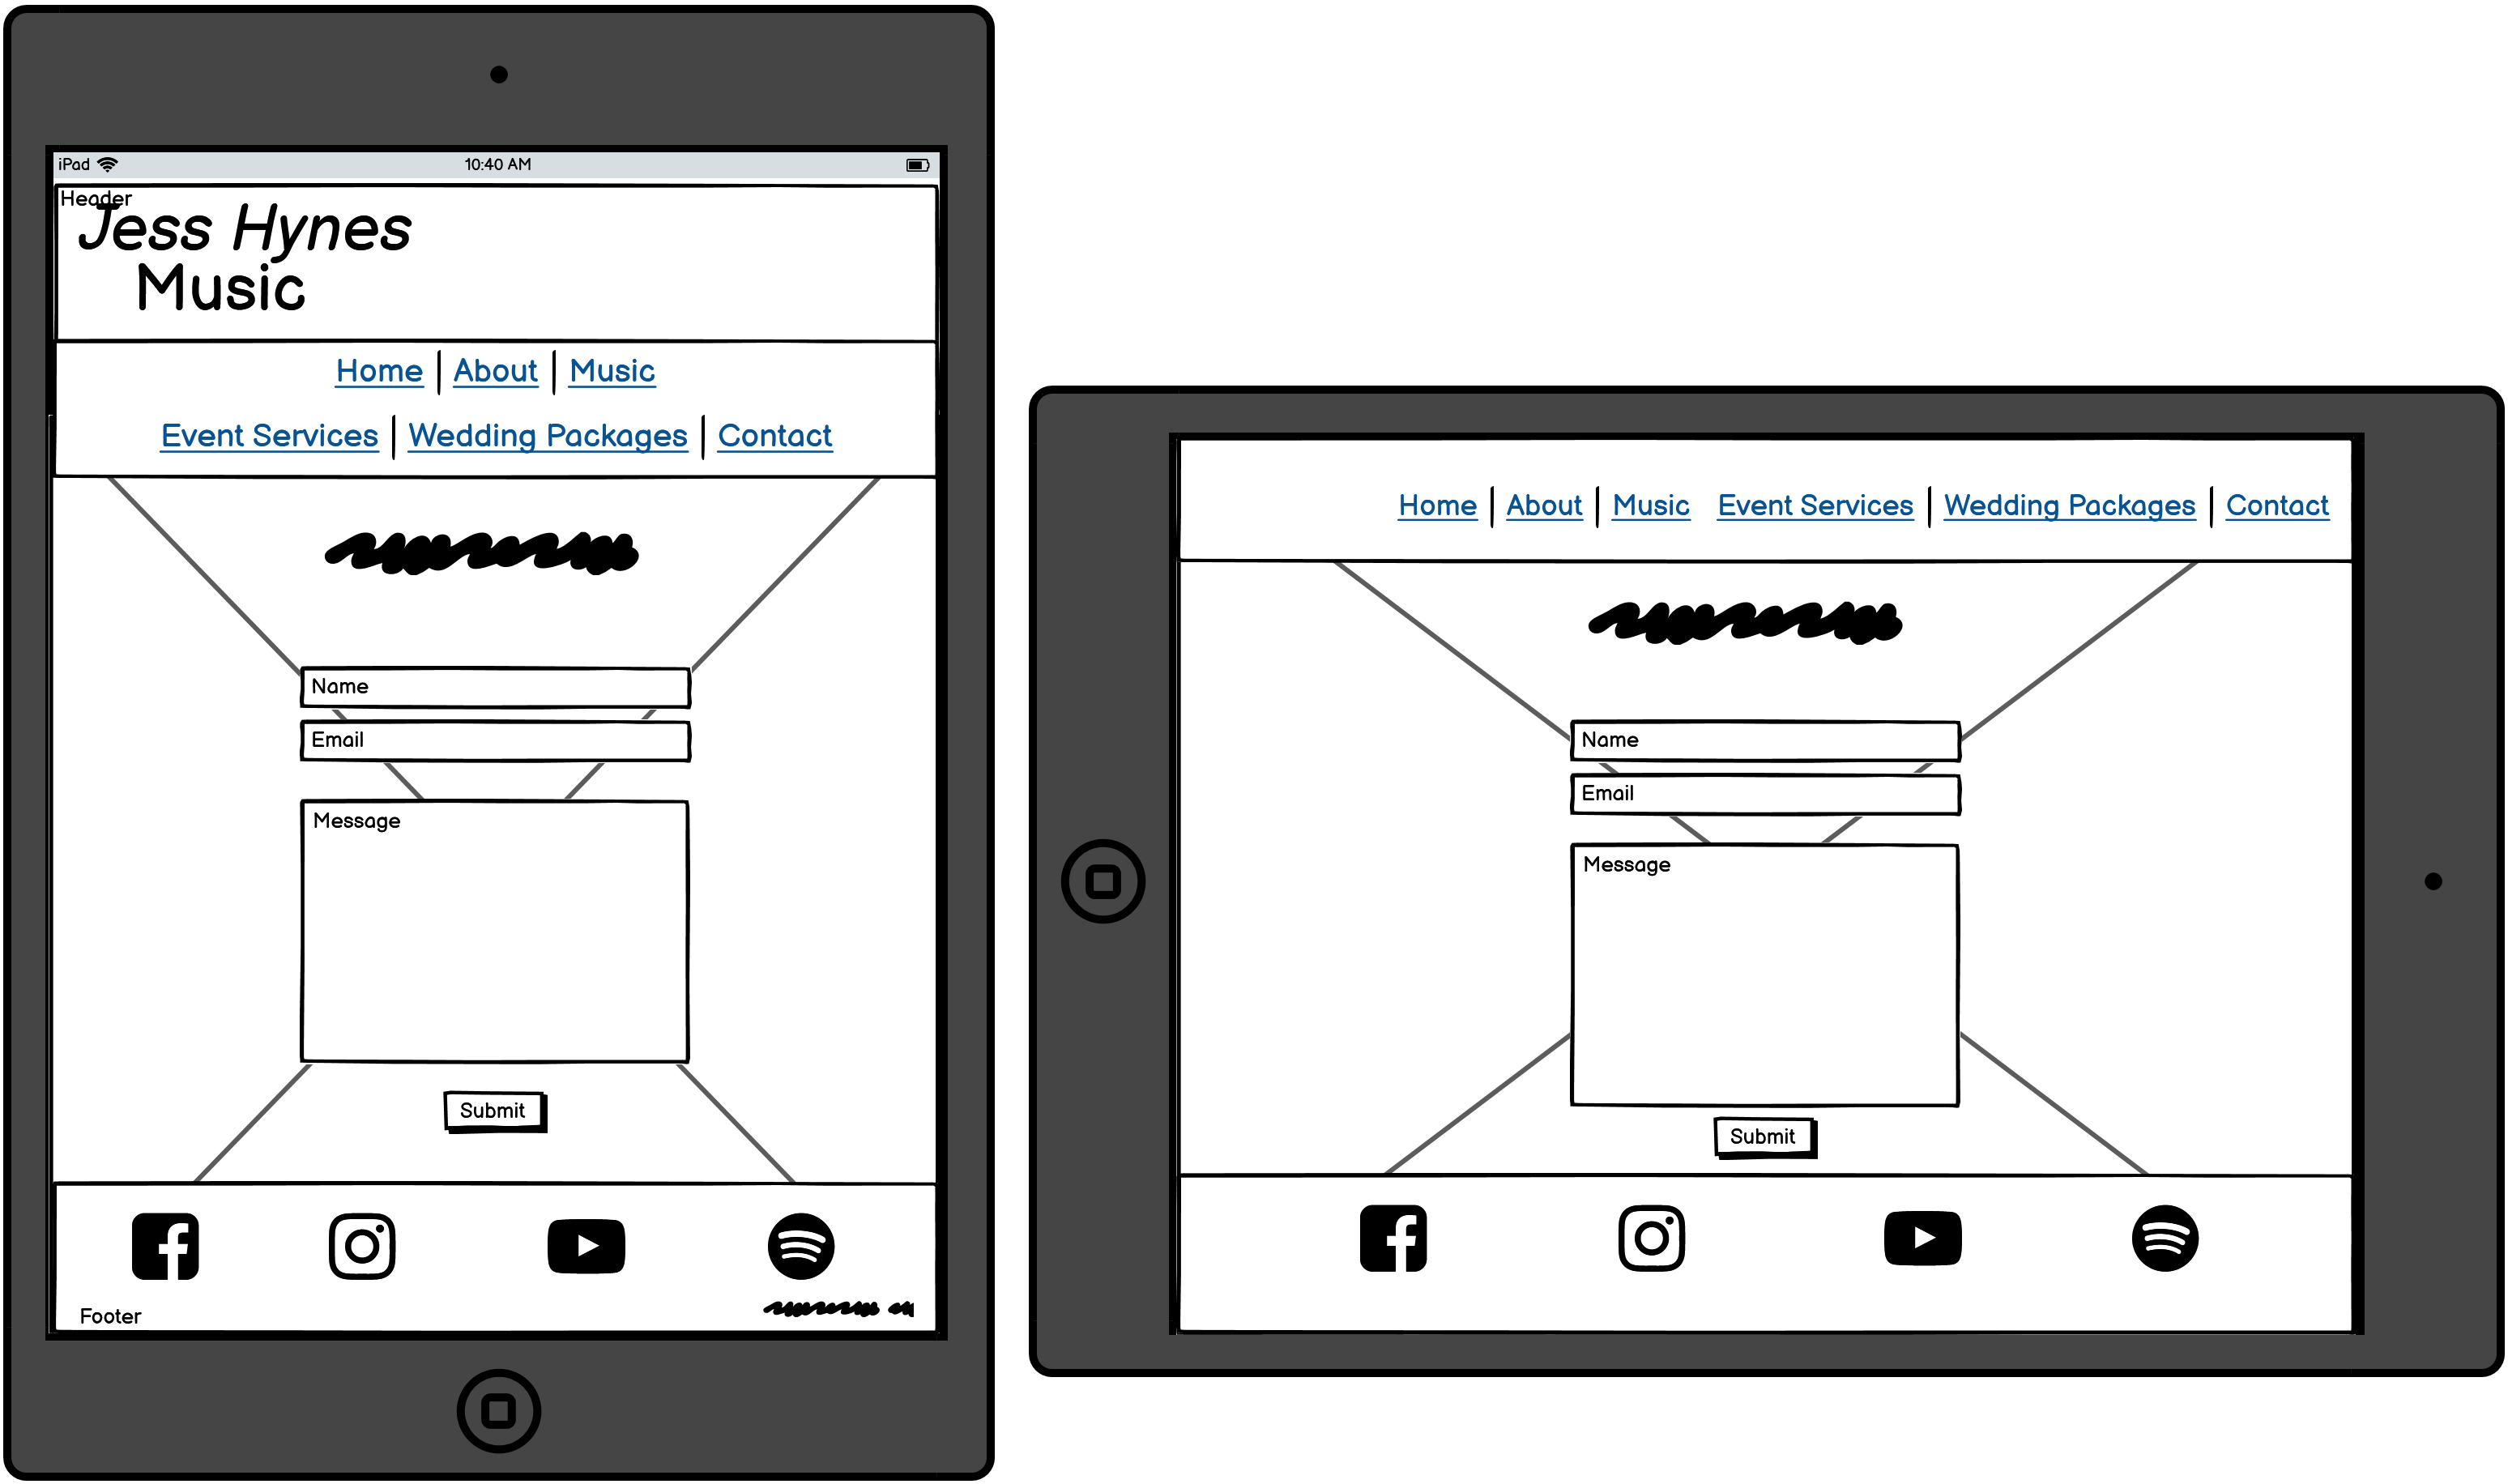 iPad 10:40 AM
Header
Jess Hynes
Music
Home | About | Music
Event Services | Wedding Packages | Contact
Name
Email
Message
Submit
Footer
Home | About | Music Event Services | Wedding Packages | Contact
Name
Email
Message
Submit